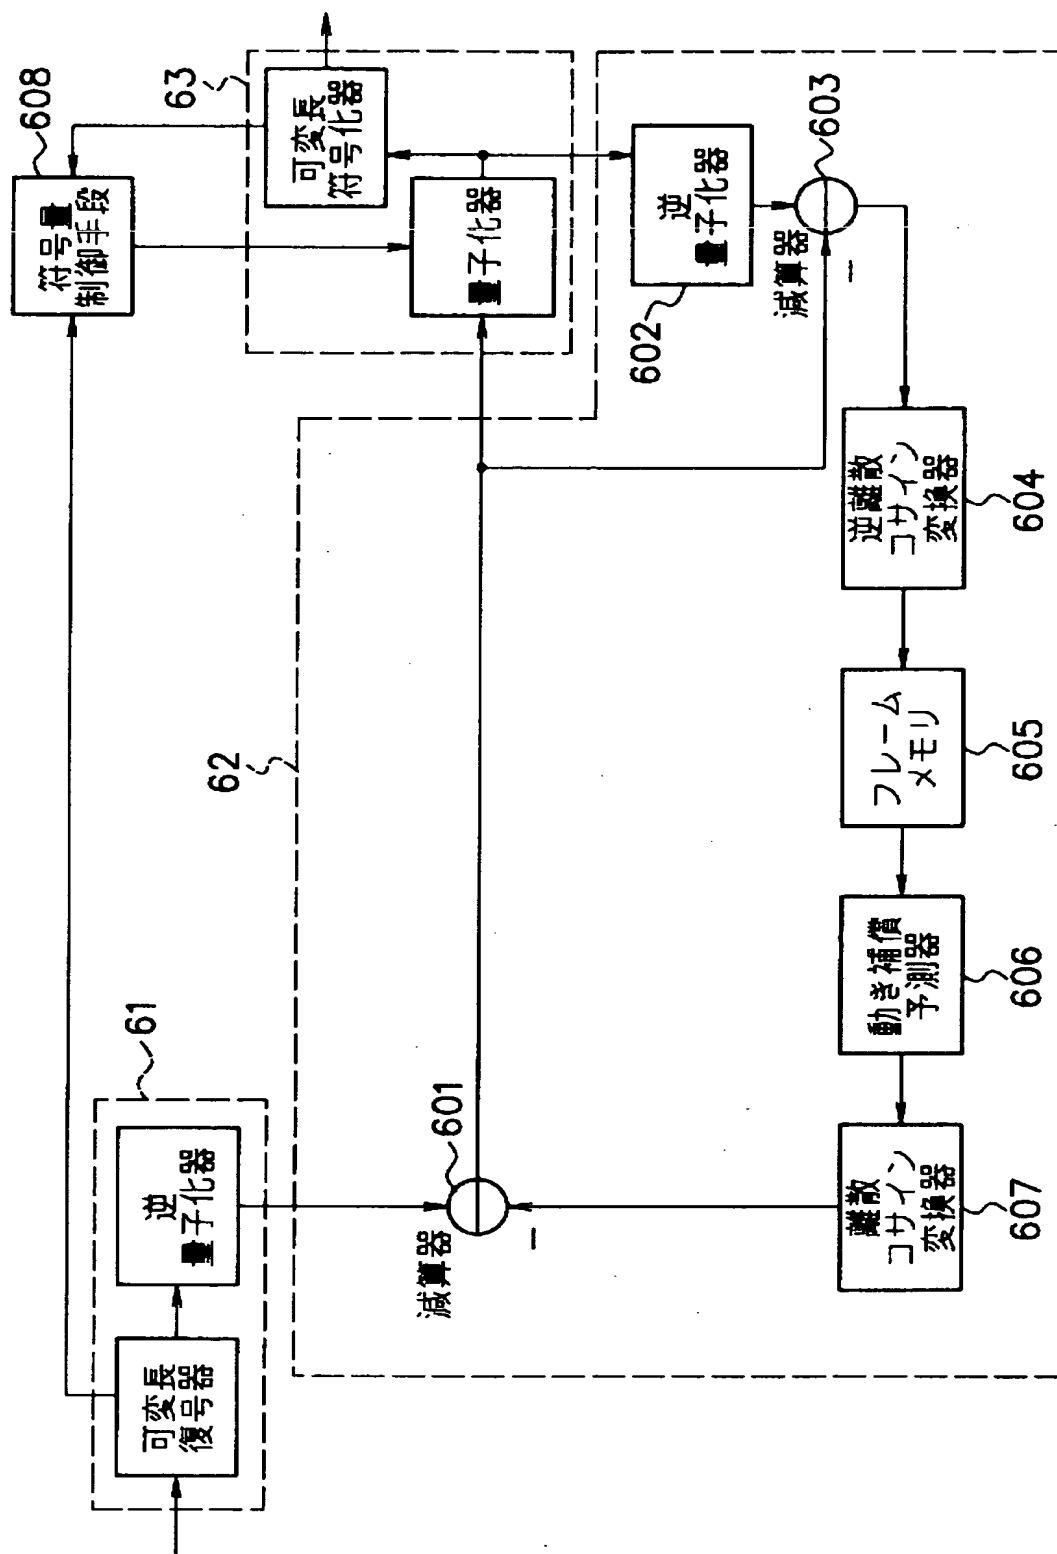 61
可変長
復号器
逆
量子化器
608
符号量
制御手段
63
可変長
符号化器
量子化器
62
減算器
601
逆
量子化器
602
減算器
603
逆離散
コサイン
変換器
604
フレーム
メモリ
605
動き補償
予測器
606
離散
コサイン
変換器
607